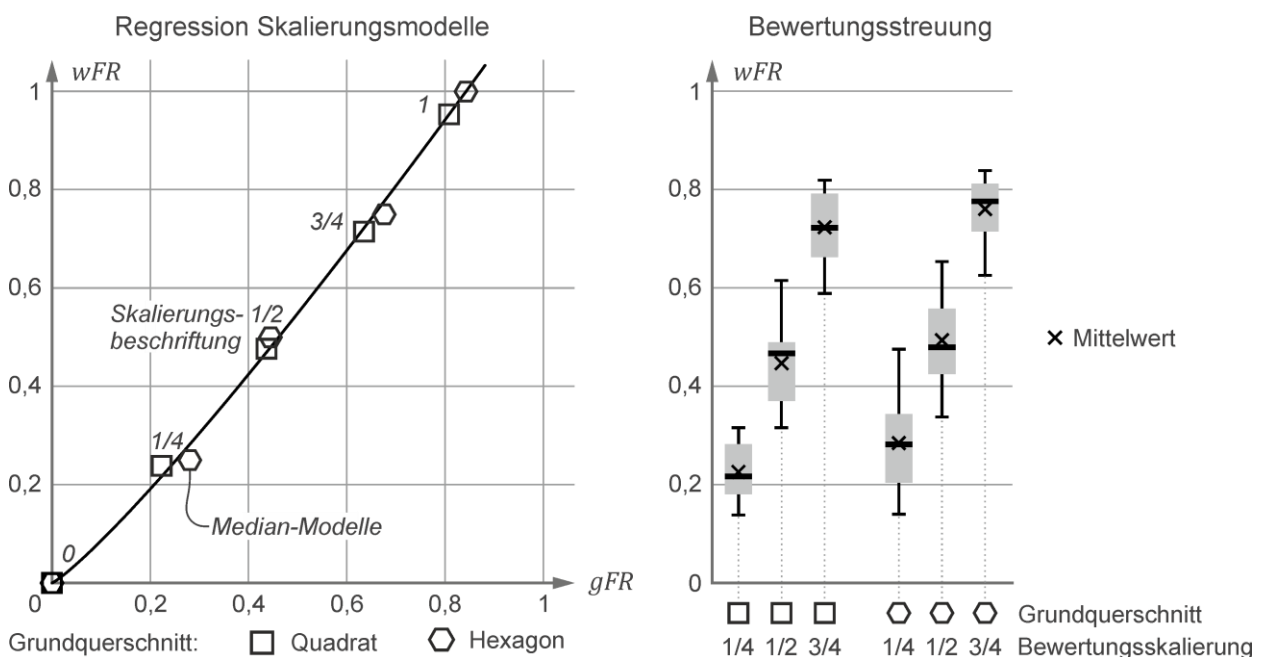 Regression Skalierungsmodelle
wFR
1
0,8
0,6
0,4
0,2
0
0,2
0,4
0,6
0,8
1
gFR
1
3/4
1/2
1/4
0
Skalierungs-
beschriftung
Median-Modelle
Grundquerschnitt: Quadrat Hexagon
Bewertungsstreuung
wFR
1
0,8
0,6
0,4
0,2
0
Mittelwert
Grundquerschnitt
1/4 1/2 3/4 1/4 1/2 3/4 Bewertungsskalierung